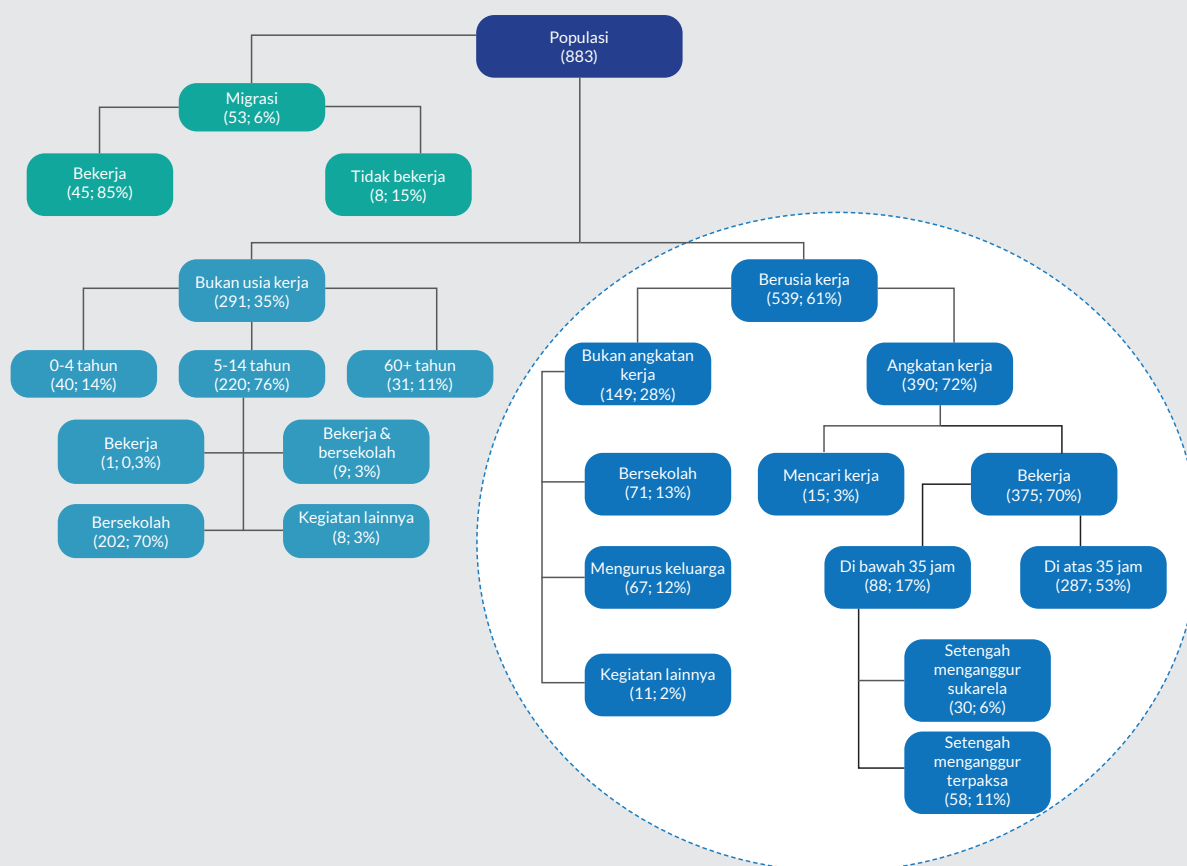 Populasi
(883)
Migrasi
(53; 6%)
Bekerja
(45; 85%)
Tidak bekerja
(8; 15%)
Bukan usia kerja
(291; 35%)
0-4 tahun
(40; 14%)
5-14 tahun
(220; 76%)
60+ tahun
(31; 11%)
Bekerja
(1; 0,3%)
Bekerja &
bersekolah
(9; 3%)
Bersekolah
(202; 70%)
Kegiatan lainnya
(8; 3%)
Berusia kerja
(539; 61%)
Bukan angkatan
kerja
(149; 28%)
Angkatan kerja
(390; 72%)
Bersekolah
(71; 13%)
Mengurus keluarga
(67; 12%)
Kegiatan lainnya
(11; 2%)
Mencari kerja
(15; 3%)
Bekerja
(375; 70%)
Di bawah 35 jam
(88; 17%)
Di atas 35 jam
(287; 53%)
Setengah
menganggur
sukarela
(30; 6%)
Setengah
menganggur
terpaksa
(58; 11%)